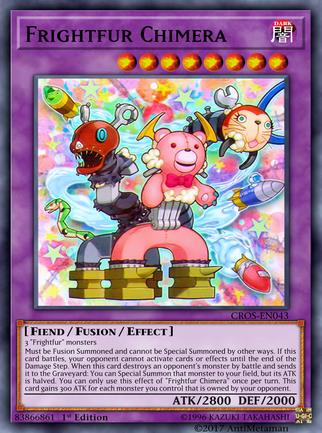 FRIGHTFUR CHIMERA
DARK
闇
CROS-EN043
[FIEND / FUSION / EFFECT]
3 "Frightfur" monsters
Must be Fusion Summoned and cannot be Special Summoned by other ways. If this
card battles, your opponent cannot activate cards or effects until the end of the
Damage Step. When this card destroys an opponent's monster by battle and sends
it to the Graveyard: You can Special Summon that monster to your field, but its ATK
is halved. You can only use this effect of "Frightfur Chimera" once per turn. This
card gains 300 ATK for each monster you control that is owned by your opponent.
ATK/2800 DEF/2000
83866861 1st Edition ©1996 KAZUKI TAKAHASHI
©2017 AntiMetaman